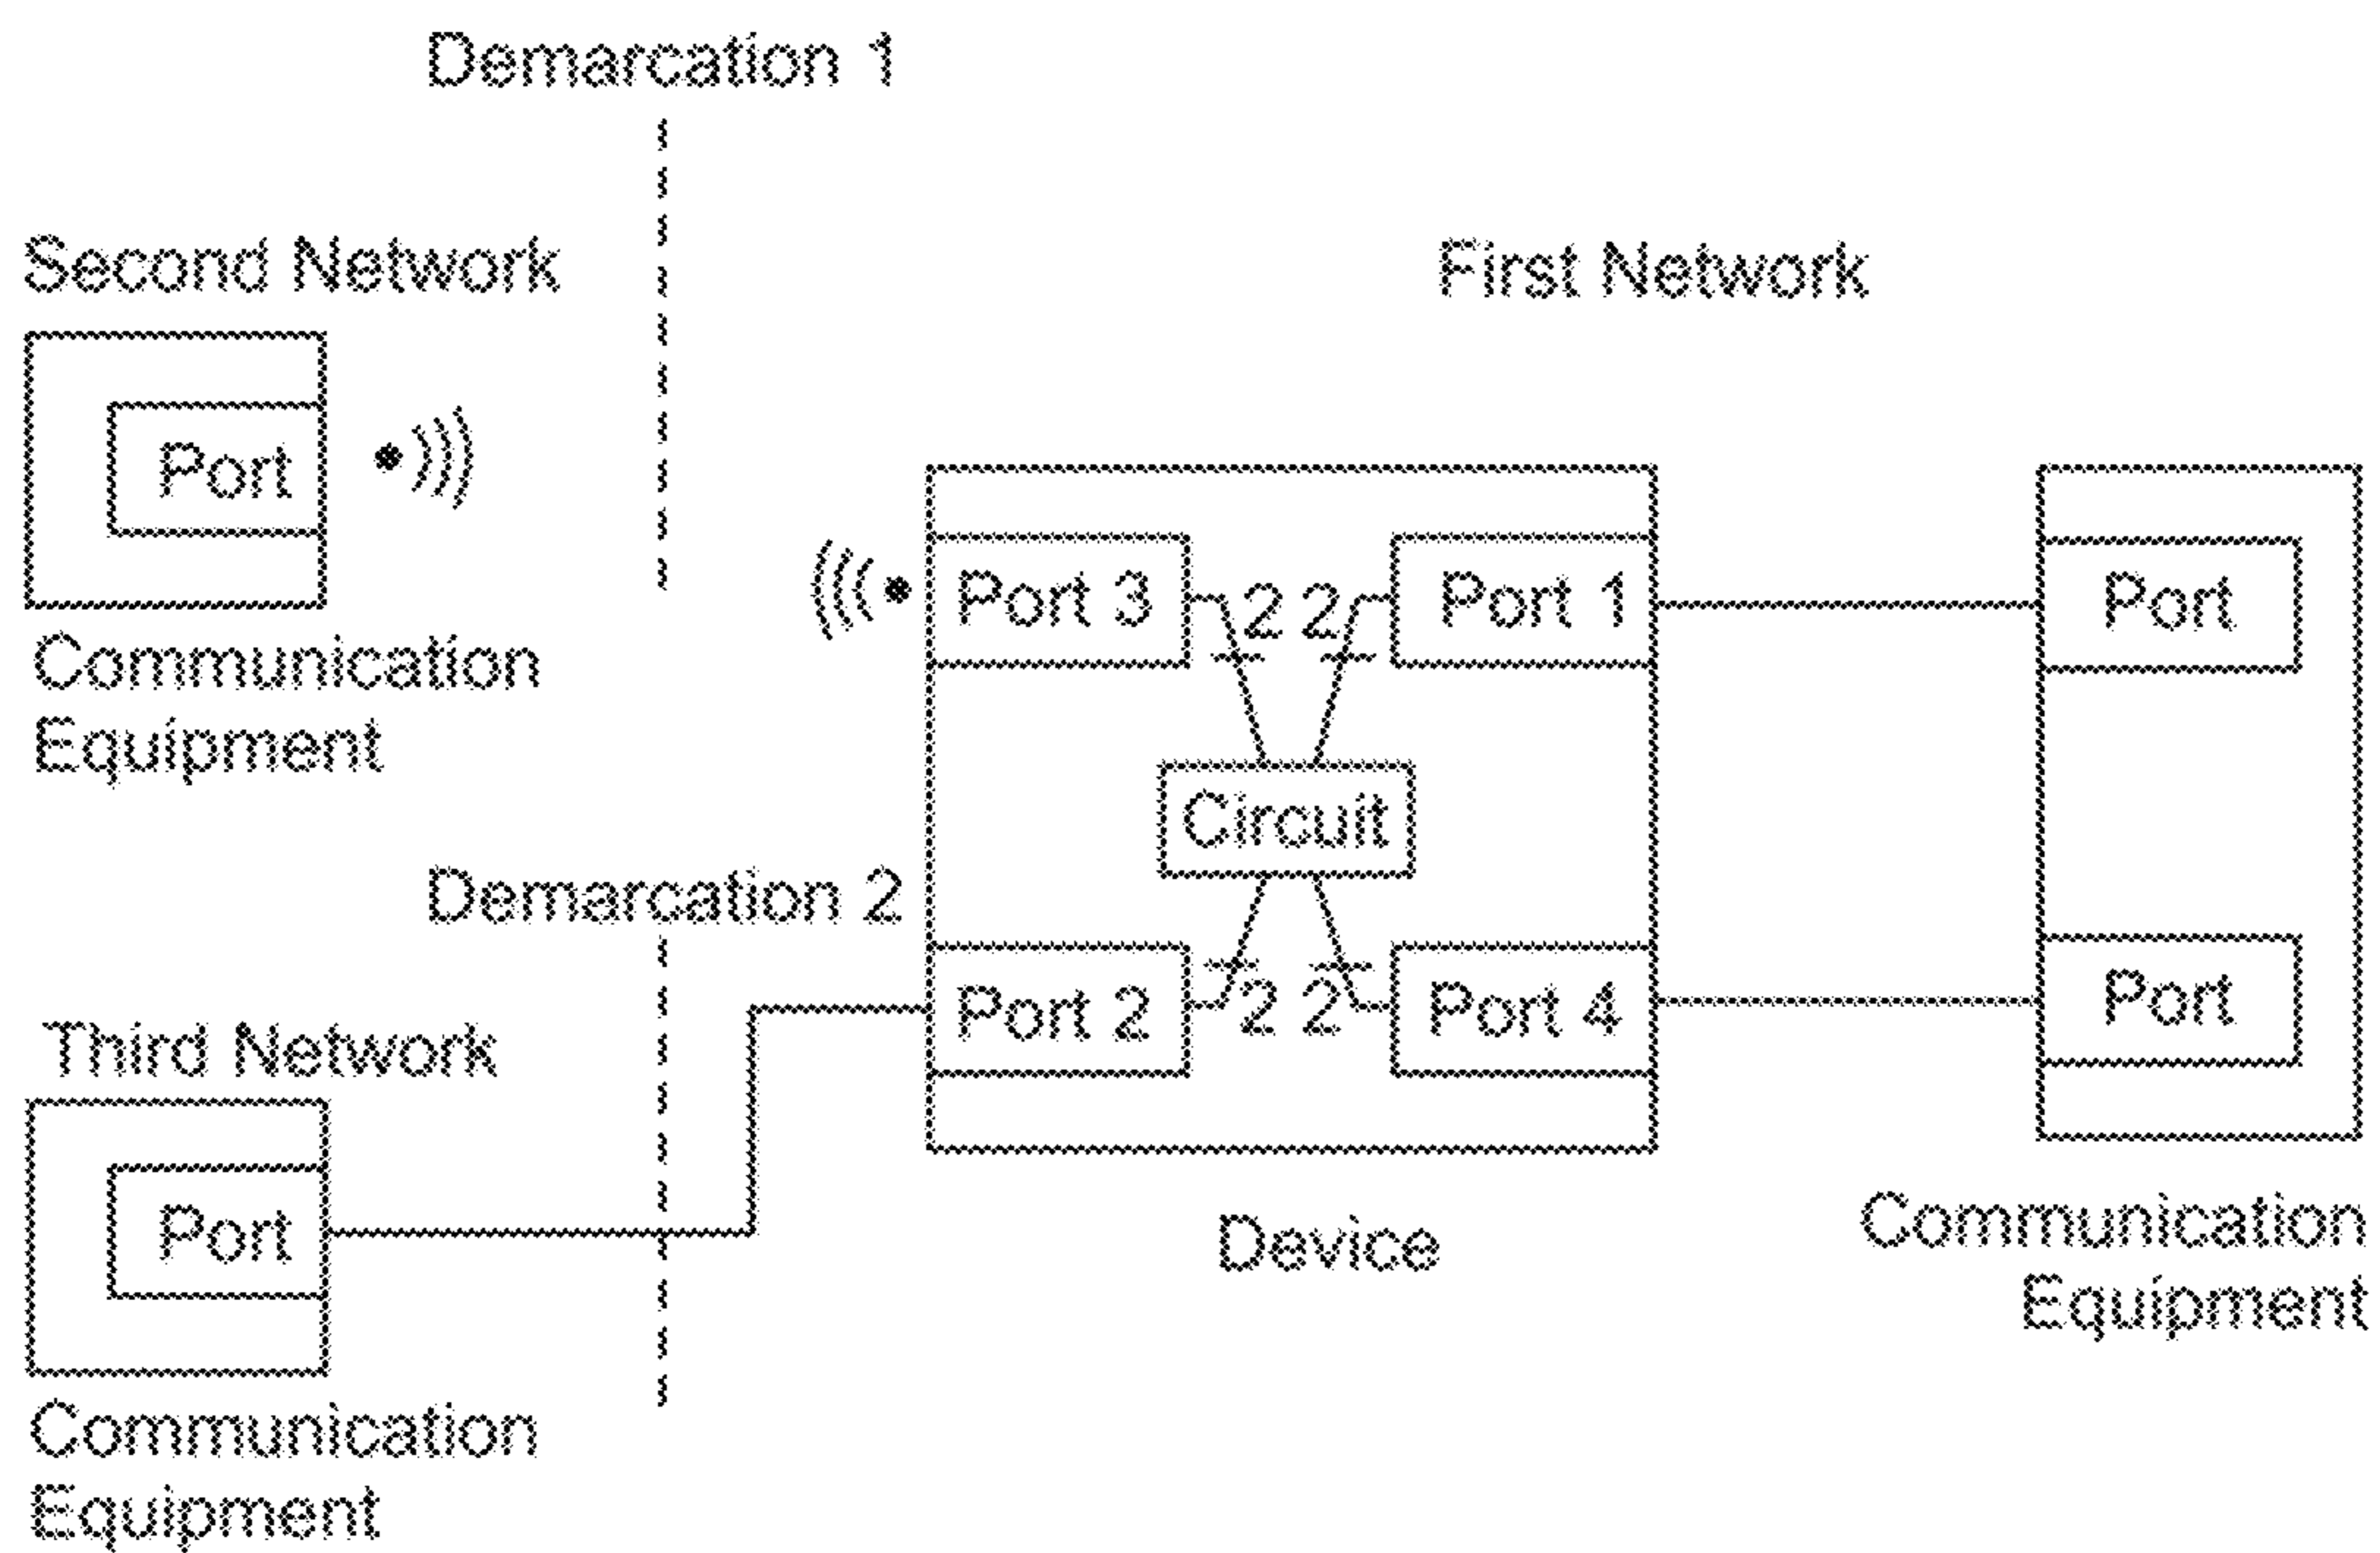 Demarcation 1
Second Network
First Network
Port
Communication
Equipment
Port 3
2 2
Port 1
Port
Circuit
Demarcation 2
Port 2
2 2
Port 4
Port
Third Network
Port
Device
Communication
Equipment
Communication
Equipment